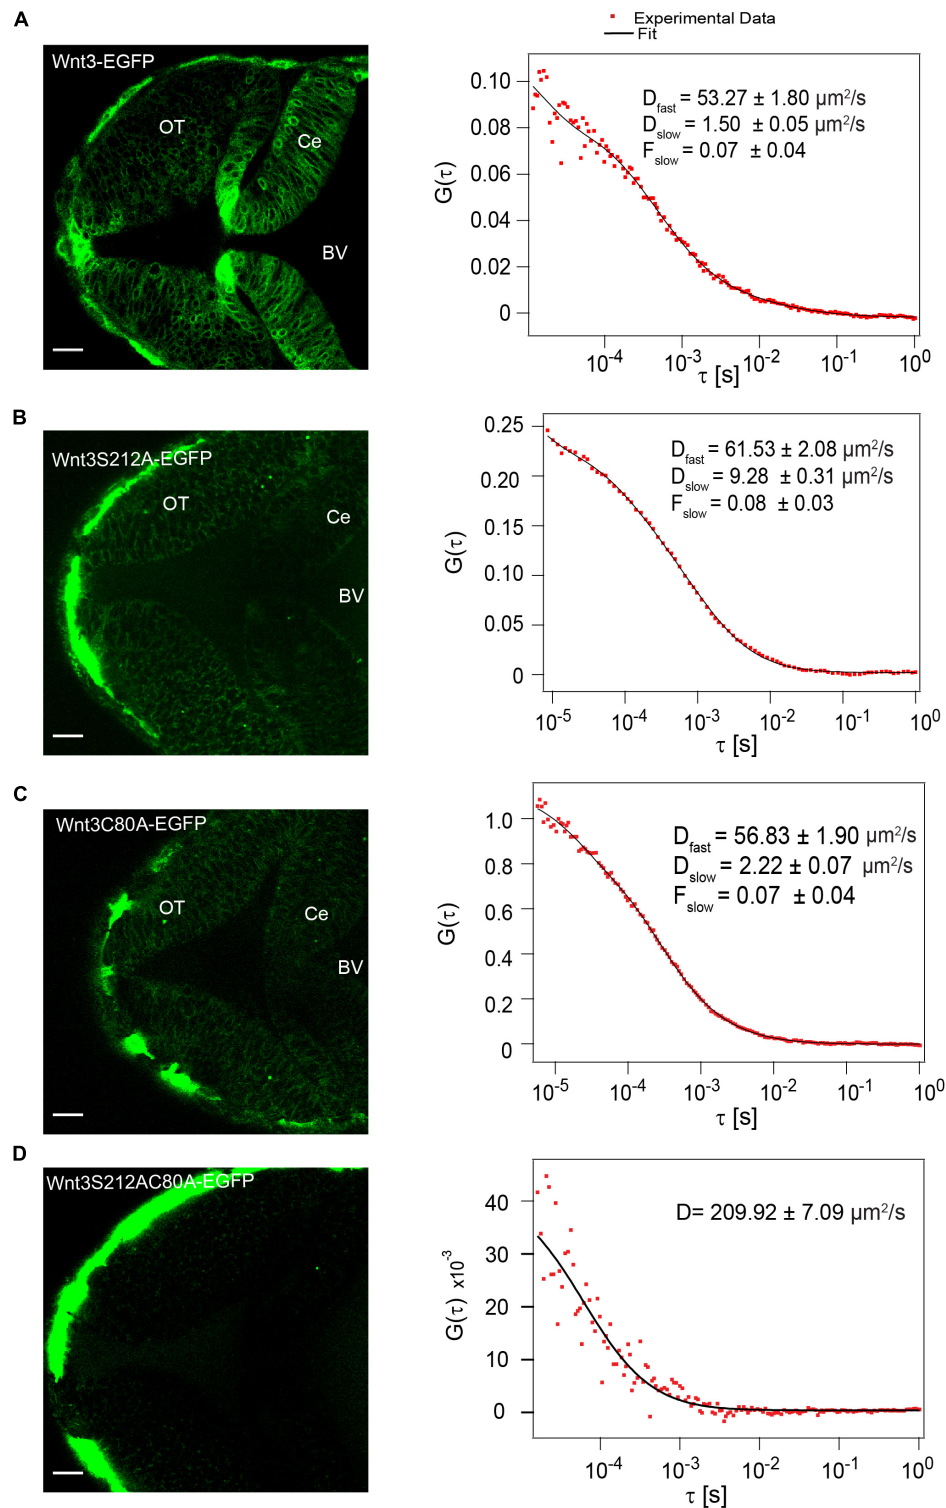 A
Wnt3-EGFP
OT
Ce
BV
Experimental Data
Fit
G(τ)
0.10
0.08
0.06
0.04
0.02
0
D_fast = 53.27 ± 1.80 µm²/s
D_slow = 1.50 ± 0.05 µm²/s
F_slow = 0.07 ± 0.04
10⁻⁴ 10⁻³ 10⁻² 10⁻¹ 10⁰
τ [s]
B
Wnt3S212A-EGFP
OT
Ce
BV
G(τ)
0.25
0.20
0.15
0.10
0.05
0
D_fast = 61.53 ± 2.08 µm²/s
D_slow = 9.28 ± 0.31 µm²/s
F_slow = 0.08 ± 0.03
10⁻⁵ 10⁻⁴ 10⁻³ 10⁻² 10⁻¹ 10⁰
τ [s]
C
Wnt3C80A-EGFP
OT
Ce
BV
G(τ)
1.0
0.8
0.6
0.4
0.2
0
D_fast = 56.83 ± 1.90 µm²/s
D_slow = 2.22 ± 0.07 µm²/s
F_slow = 0.07 ± 0.04
10⁻⁵ 10⁻⁴ 10⁻³ 10⁻² 10⁻¹ 10⁰
τ [s]
D
Wnt3S212AC80A-EGFP
G(τ) x10⁻³
40
30
20
10
0
D= 209.92 ± 7.09 µm²/s
10⁻⁴ 10⁻³ 10⁻² 10⁻¹ 10⁰
τ [s]